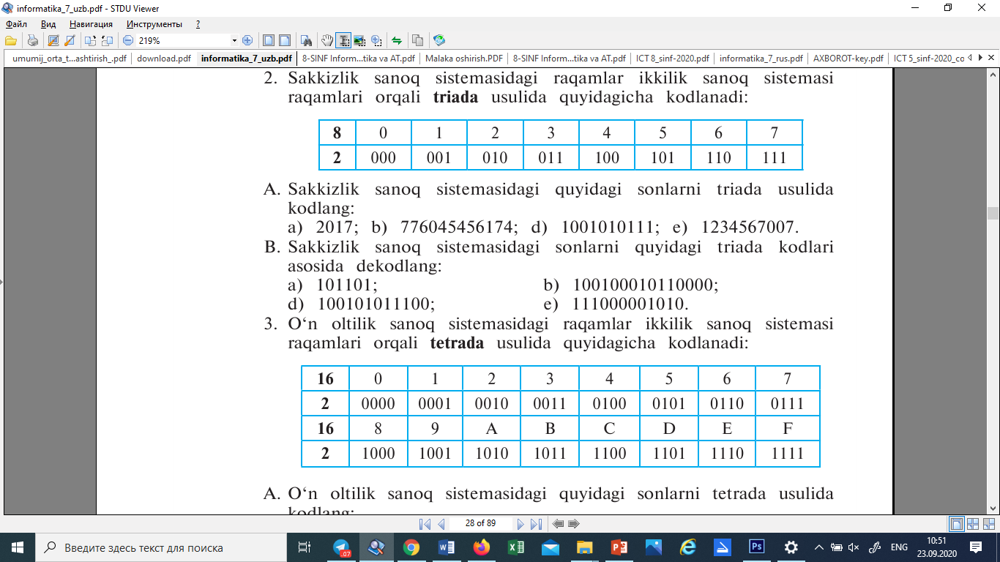 informatika_7_uzb.pdf - STDU Viewer
Файл Вид Навигация Инструменты ?
219%
umumij_orta_t...ashtirish_.pdf download.pdf informatika_7_uzb.pdf 8-SINF Inform...tika va AT.pdf Malaka oshirish.PDF 8-SINF Inform...tika va AT.pdf ICT 8_sinf-2020.pdf informatika_7_rus.pdf AXBOROT-key.pdf ICT 5_sinf-2020_co
2. Sakkizlik sanoq sistemasidagi raqamlar ikkilik sanoq sistemasi
raqamlari orqali triada usulida quyidagicha kodlanadi:
8 0 1 2 3 4 5 6 7
2 000 001 010 011 100 101 110 111
A. Sakkizlik sanoq sistemasidagi quyidagi sonlarni triada usulida
kodlang:
a) 2017; b) 776045456174; d) 1001010111; e) 1234567007.
B. Sakkizlik sanoq sistemasidagi sonlarni quyidagi triada kodlari
asosida dekodlang:
a) 101101; b) 100100010110000;
d) 100101011100; e) 111000001010.
3. O‘n oltilik sanoq sistemasidagi raqamlar ikkilik sanoq sistemasi
raqamlari orqali tetrada usulida quyidagicha kodlanadi:
16 0 1 2 3 4 5 6 7
2 0000 0001 0010 0011 0100 0101 0110 0111
16 8 9 A B C D E F
2 1000 1001 1010 1011 1100 1101 1110 1111
A. O‘n oltilik sanoq sistemasidagi quyidagi sonlarni tetrada usulida
kodlang:
28 of 89
Введите здесь текст для поиска
.07
Ps
ENG
10:51
23.09.2020